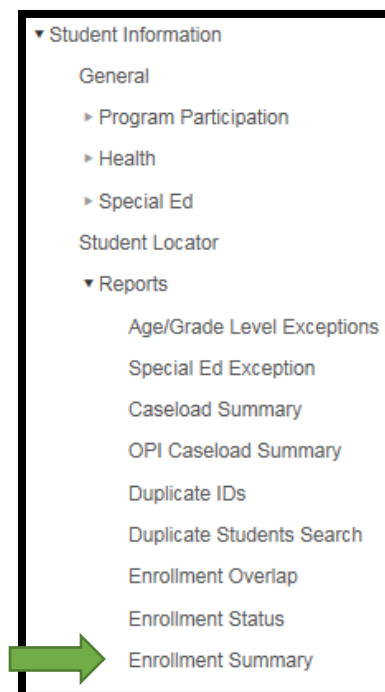 Student Information
General
Program Participation
Health
Special Ed
Student Locator
Reports
Age/Grade Level Exceptions
Special Ed Exception
Caseload Summary
OPI Caseload Summary
Duplicate IDs
Duplicate Students Search
Enrollment Overlap
Enrollment Status
Enrollment Summary